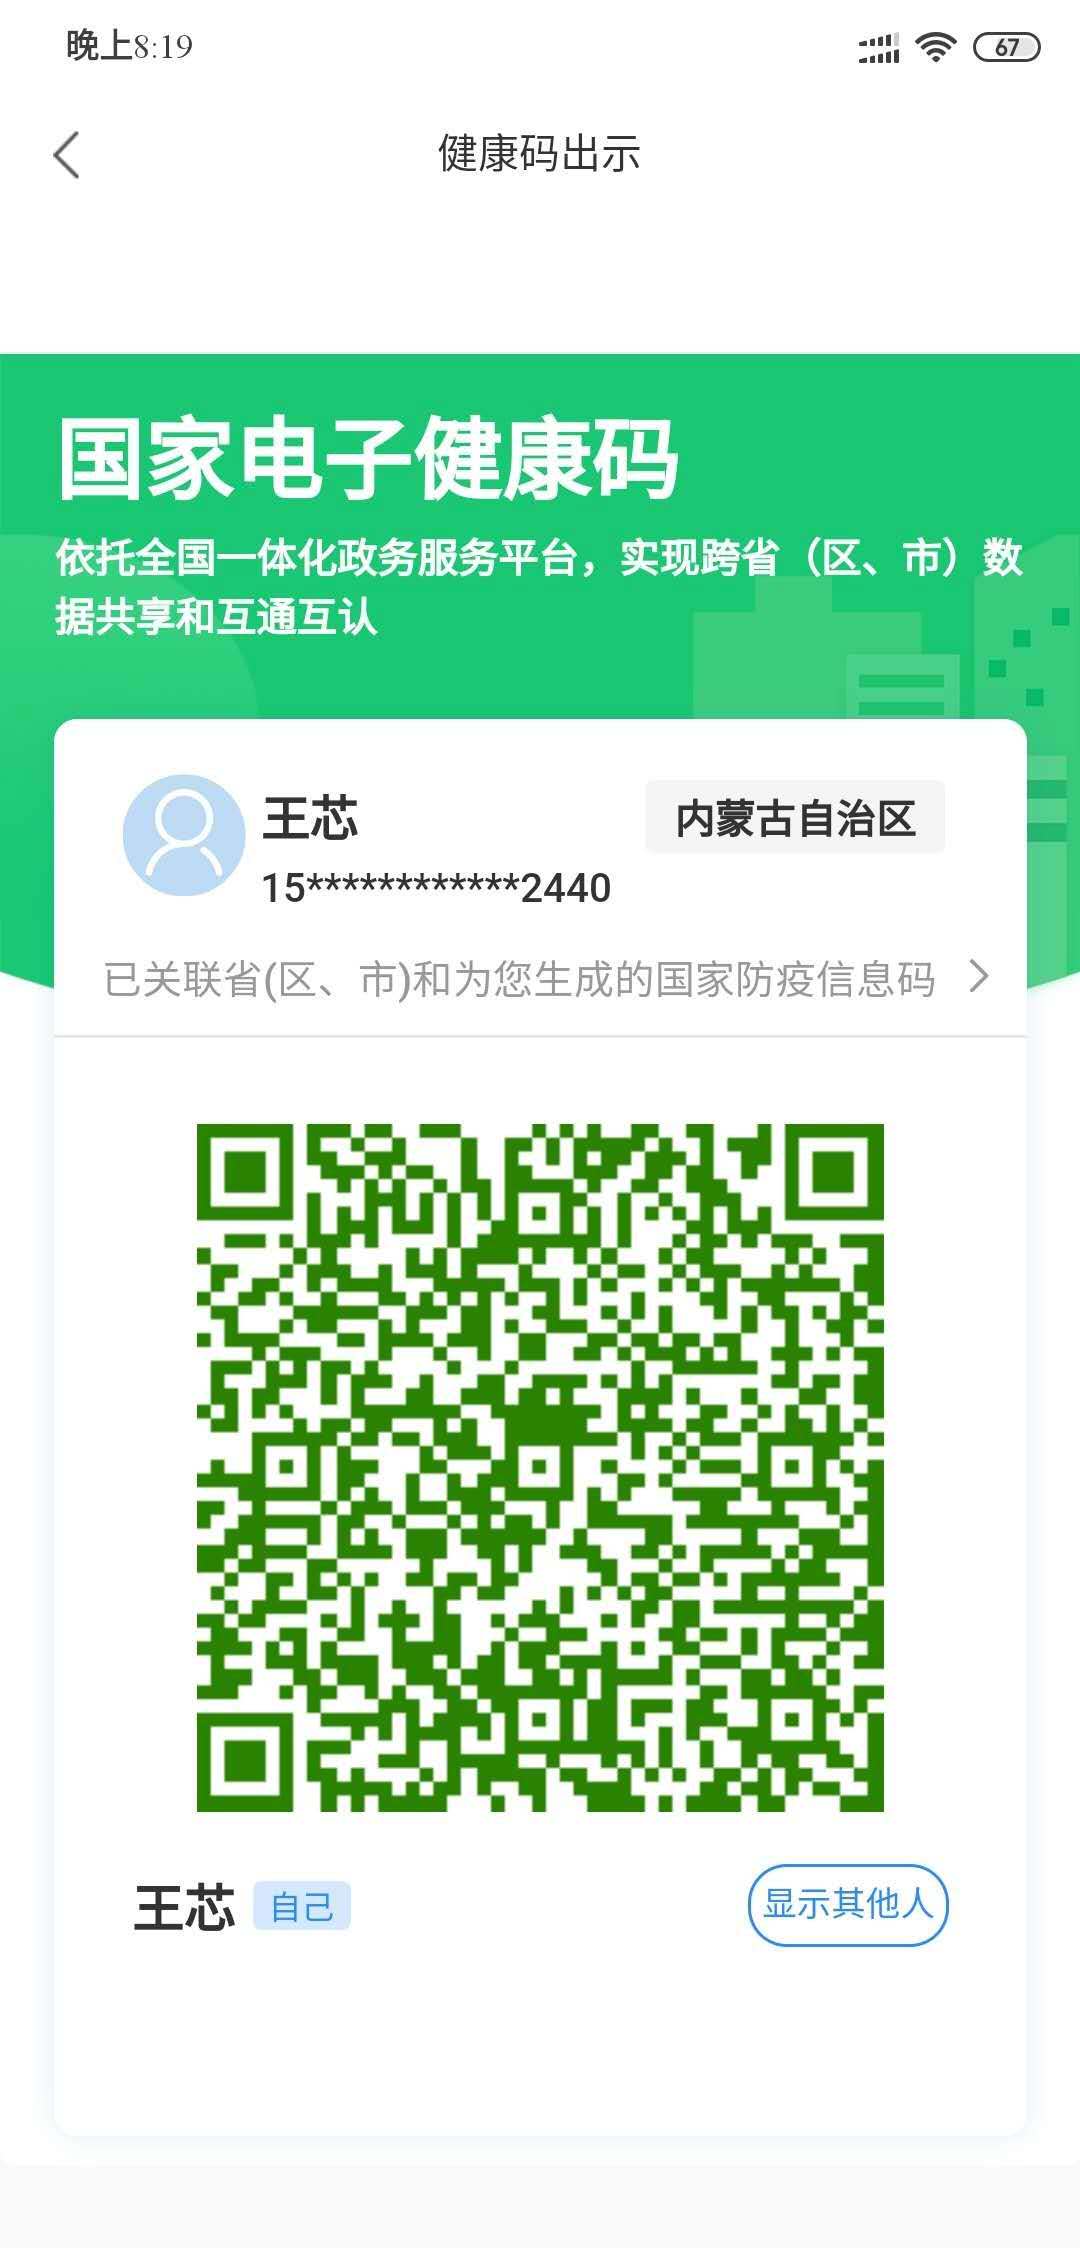 晚上8:19
67
健康码出示
国家电子健康码
依托全国一体化政务服务平台，实现跨省（区、市）数
据共享和互通互认
王芯
内蒙古自治区
15************2440
已关联省(区、市)和为您生成的国家防疫信息码
王芯
自己
显示其他人